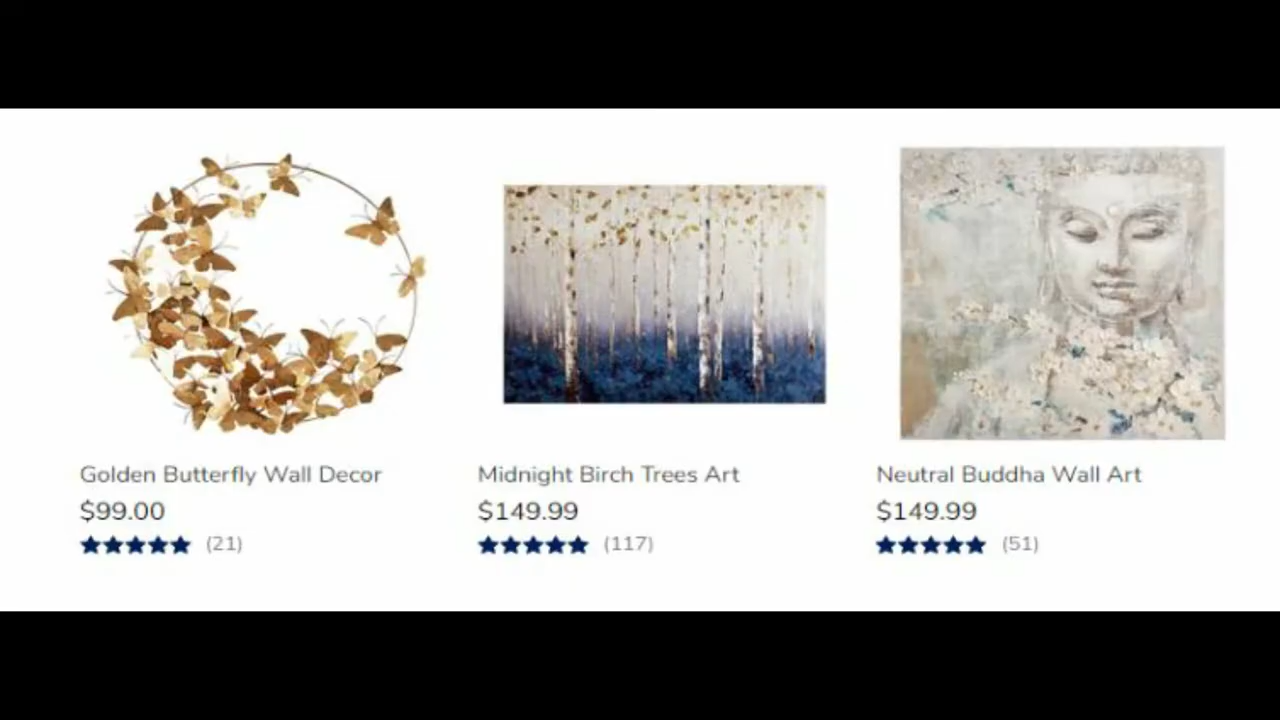 Golden Butterfly Wall Decor
$99.00
(21)
Midnight Birch Trees Art
$149.99
(117)
Neutral Buddha Wall Art
$149.99
(51)